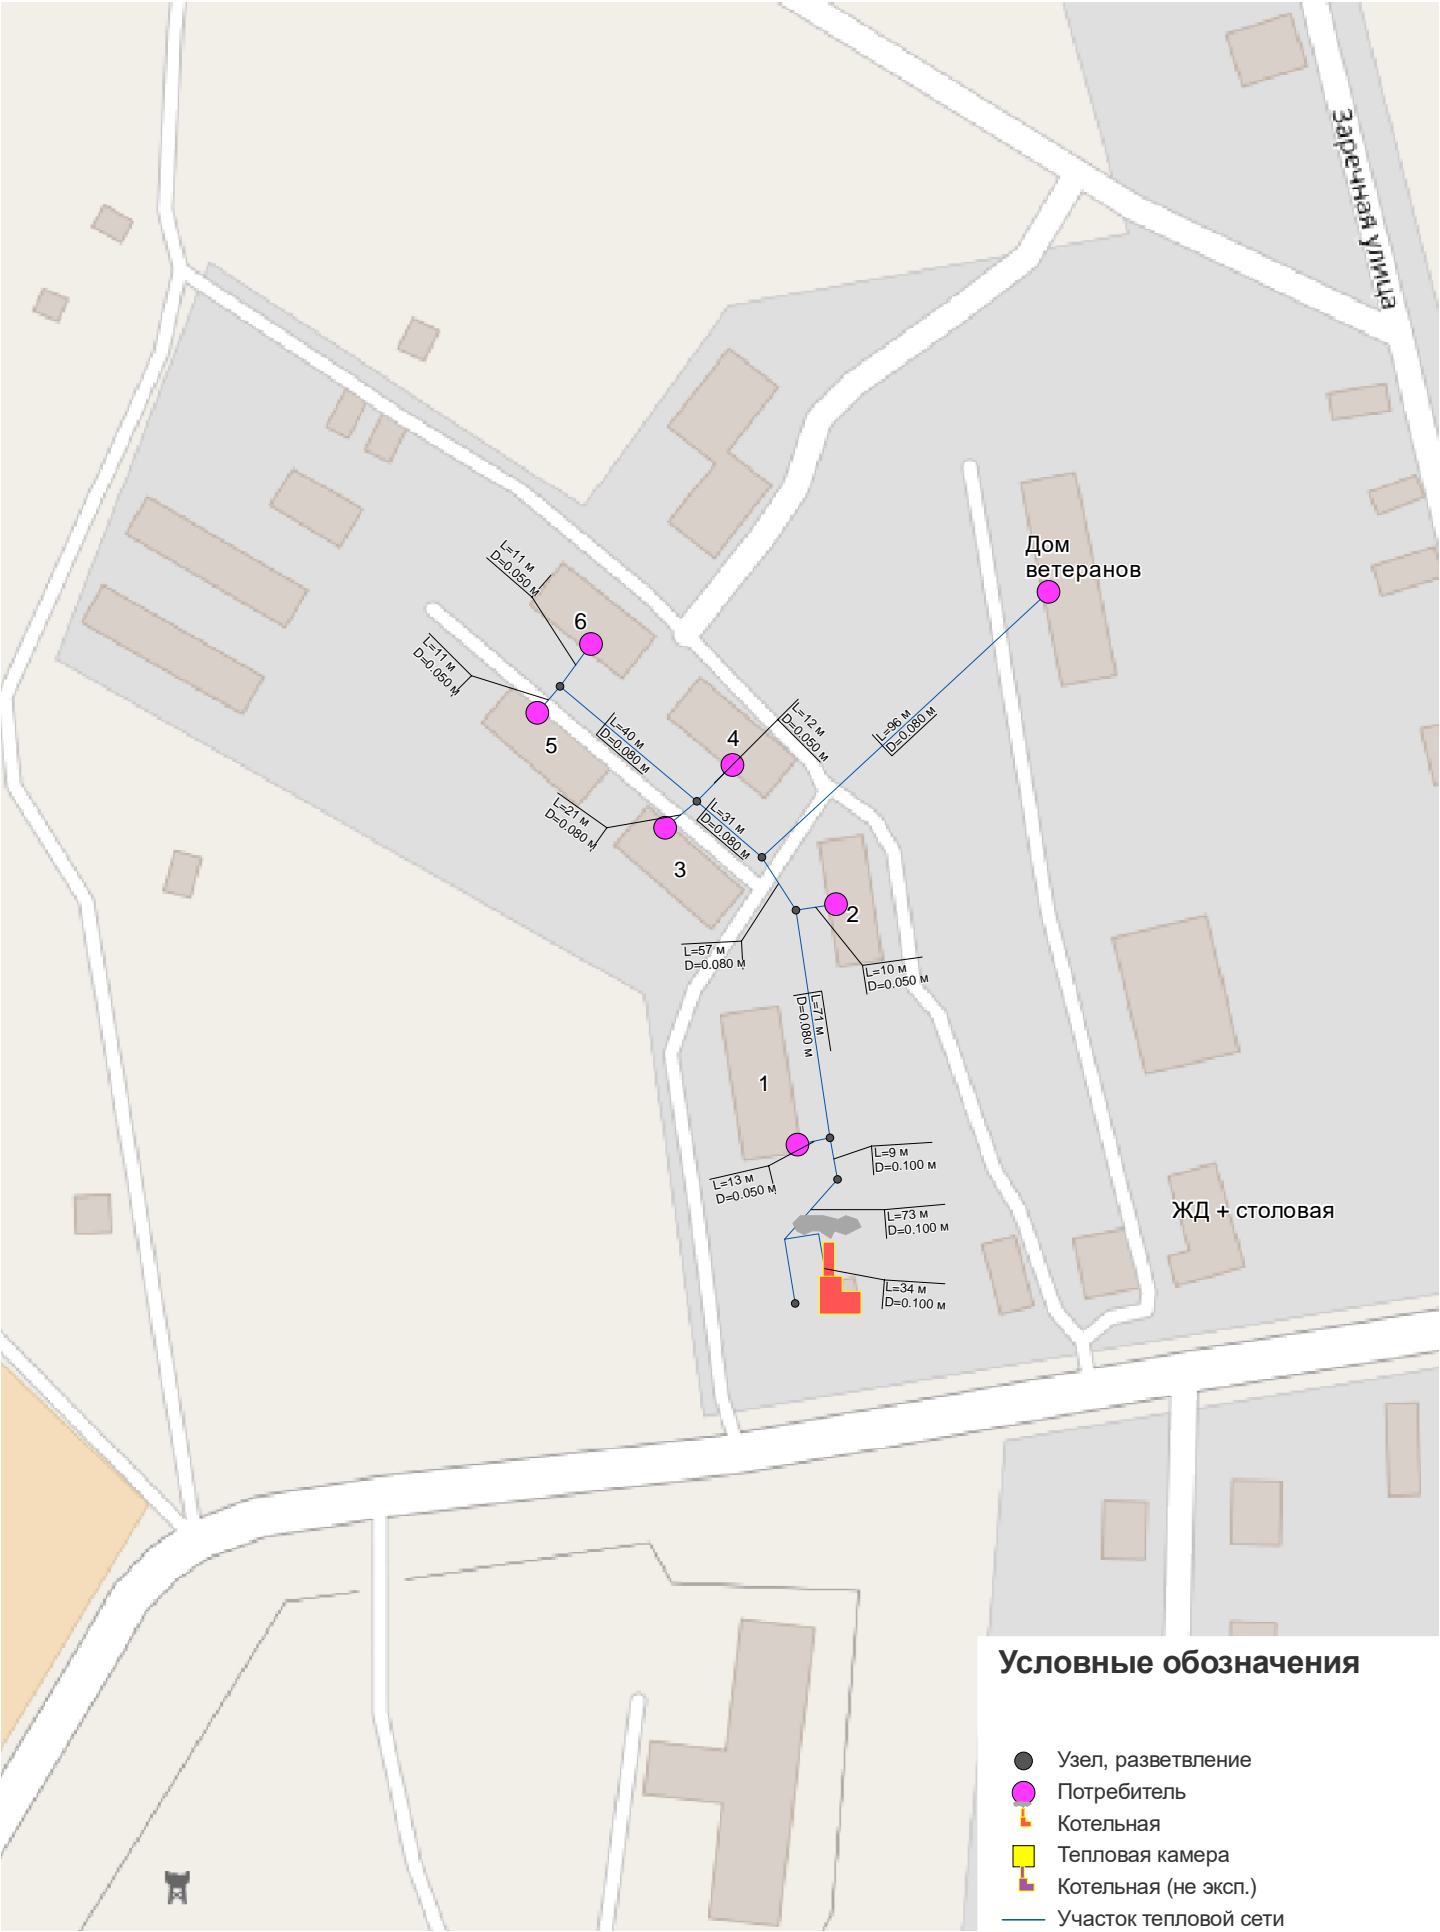 Заречная улица
Дом
ветеранов
L=11 м
D=0.050 м
6
L=11 м
D=0.050 м
5
L=40 м
D=0.080 м
4
L=12 м
D=0.050 м
L=96 м
D=0.080 м
L=21 м
D=0.080 м
3
L=31 м
D=0.080 м
2
L=57 м
D=0.080 м
L=10 м
D=0.050 м
L=71 м
D=0.080 м
1
L=9 м
D=0.100 м
L=13 м
D=0.050 м
L=73 м
D=0.100 м
ЖД + столовая
L=34 м
D=0.100 м
Условные обозначения
Узел, разветвление
Потребитель
Котельная
Тепловая камера
Котельная (не эксп.)
Участок тепловой сети